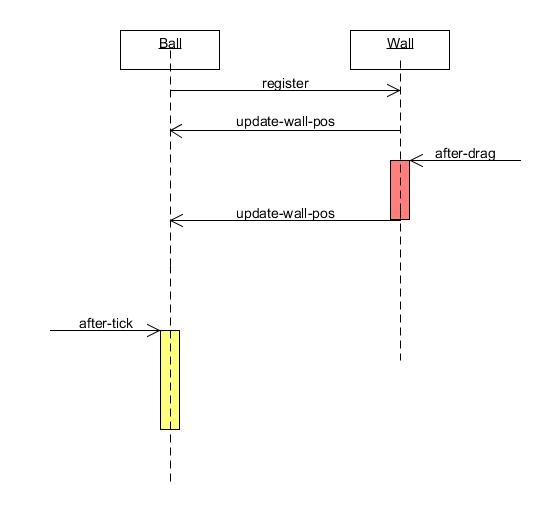 Ball
Wall
register
update-wall-pos
after-drag
update-wall-pos
after-tick